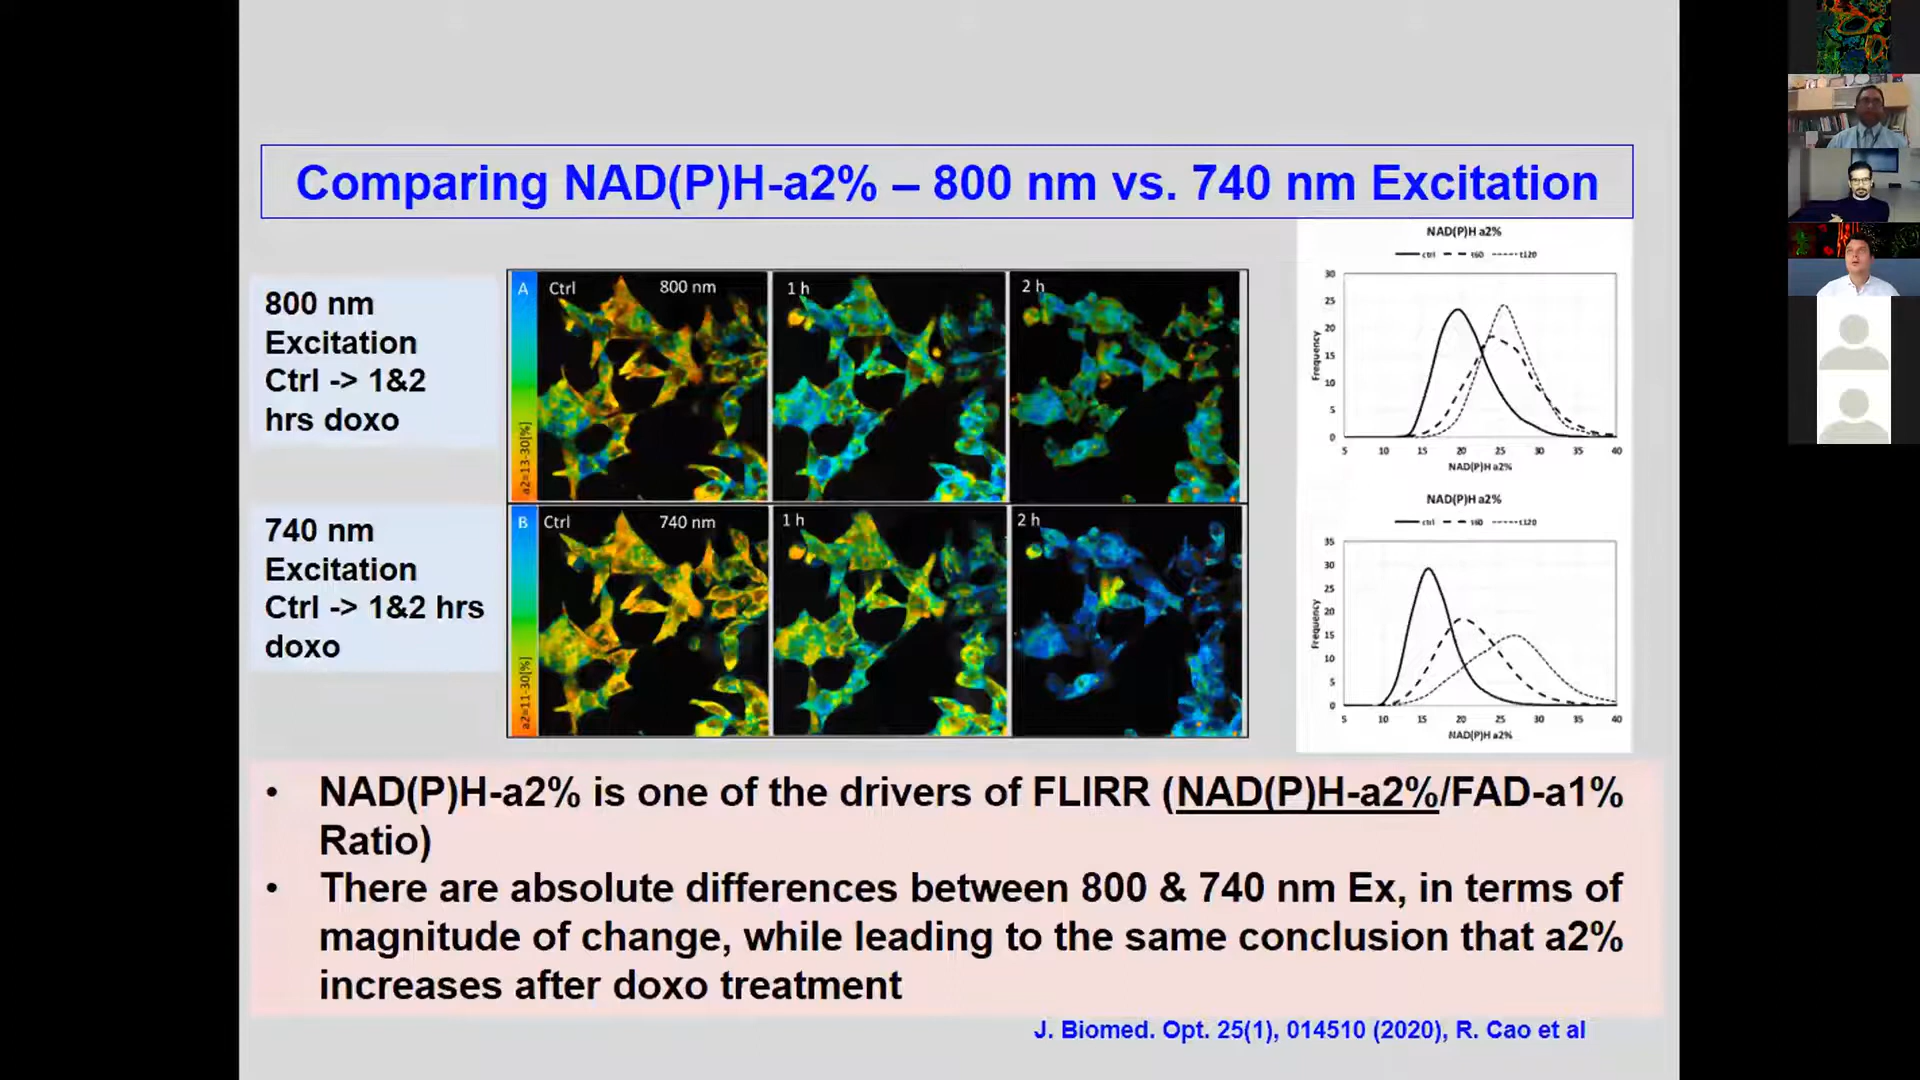 Comparing NAD(P)H-a2% – 800 nm vs. 740 nm Excitation
800 nm
Excitation
Ctrl -> 1&2
hrs doxo
740 nm
Excitation
Ctrl -> 1&2 hrs
doxo
A
Ctrl
800 nm
1 h
2 h
a2=13-30[%]
B
Ctrl
740 nm
1 h
2 h
a2=11-30[%]
NAD(P)H a2%
ctrl t60 t120
Frequency
30
25
20
15
10
5
0
5 10 15 20 25 30 35 40
NAD(P)H a2%
NAD(P)H a2%
ctrl t60 t120
Frequency
35
30
25
20
15
10
5
0
5 10 15 20 25 30 35 40
NAD(P)H a2%
• NAD(P)H-a2% is one of the drivers of FLIRR (NAD(P)H-a2%/FAD-a1%
Ratio)
• There are absolute differences between 800 & 740 nm Ex, in terms of
magnitude of change, while leading to the same conclusion that a2%
increases after doxo treatment
J. Biomed. Opt. 25(1), 014510 (2020), R. Cao et al